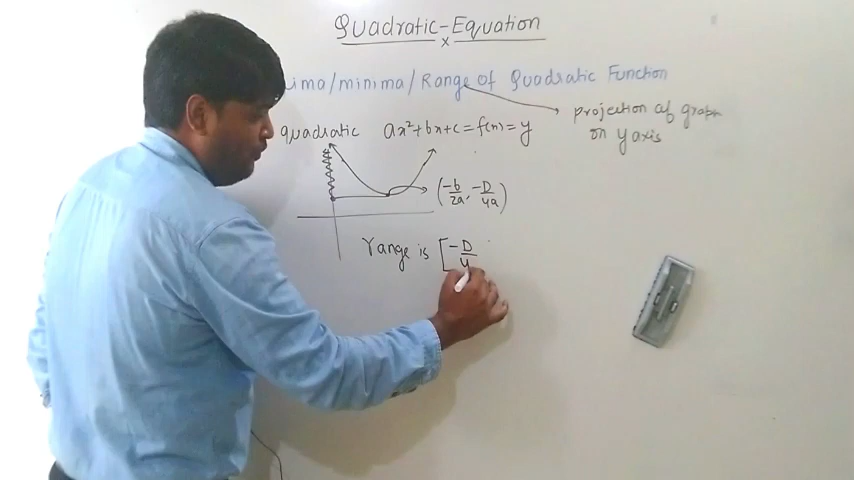 Quadratic-Equation
x
/minima/Range of Quadratic Function
projection of graph
on y axis
quadratic ax²+bx+c=f(x)=y
(-b/2a, -D/4a)
range is [-D/4